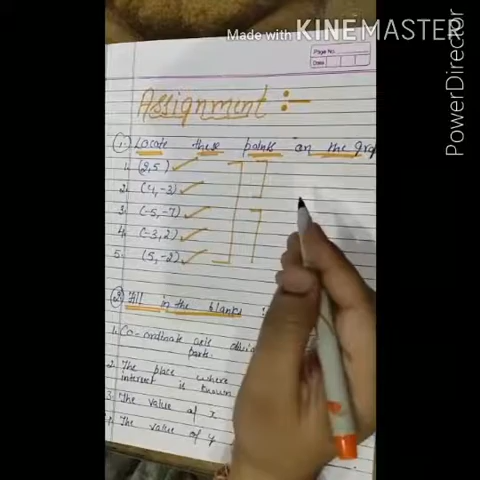 Made with KINEMASTER
PowerDirector
Page No.
Date
Assignment :-
1. Locate these points on the
1. (2,5)
2. (4,-3)
3. (-5,-7)
4. (-3,2)
5. (5,-2)
2 Fill in the blanks
1. Co-ordinate axis
parts.
2. The place where
intersect is known
3. The value of x
4. The value of y